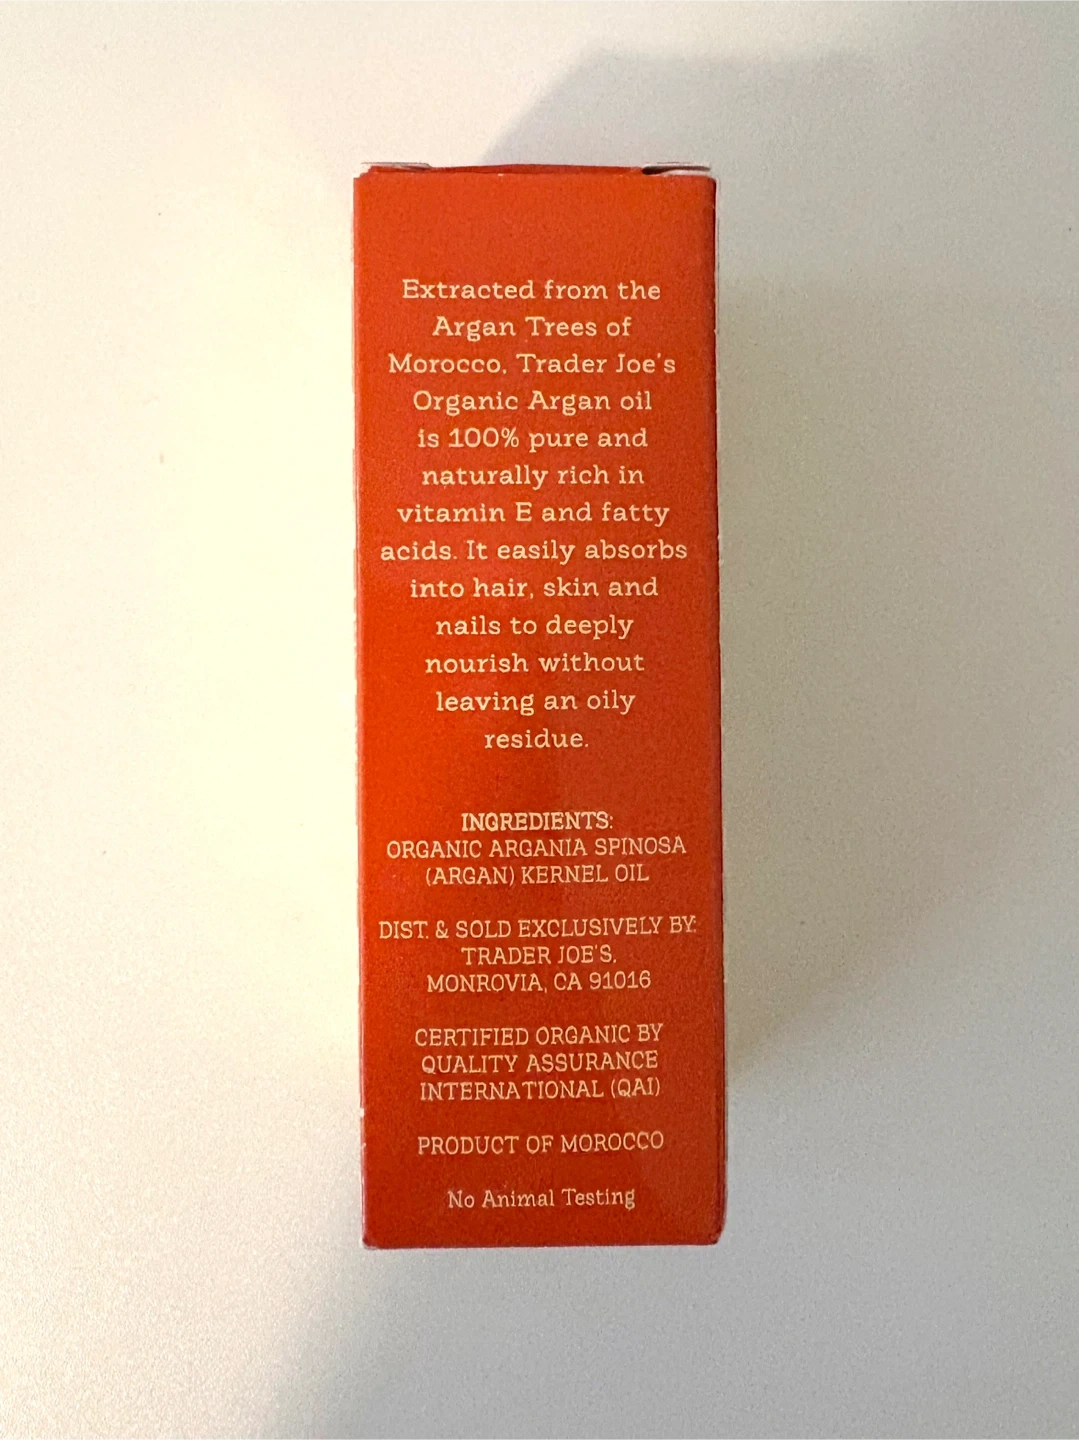 Extracted from the
Argan Trees of
Morocco, Trader Joe's
Organic Argan oil
is 100% pure and
naturally rich in
vitamin E and fatty
acids. It easily absorbs
into hair, skin and
nails to deeply
nourish without
leaving an oily
residue.
INGREDIENTS:
ORGANIC ARGANIA SPINOSA
(ARGAN) KERNEL OIL
DIST. & SOLD EXCLUSIVELY BY:
TRADER JOE'S,
MONROVIA, CA 91016
CERTIFIED ORGANIC BY
QUALITY ASSURANCE
INTERNATIONAL (QAI)
PRODUCT OF MOROCCO
No Animal Testing